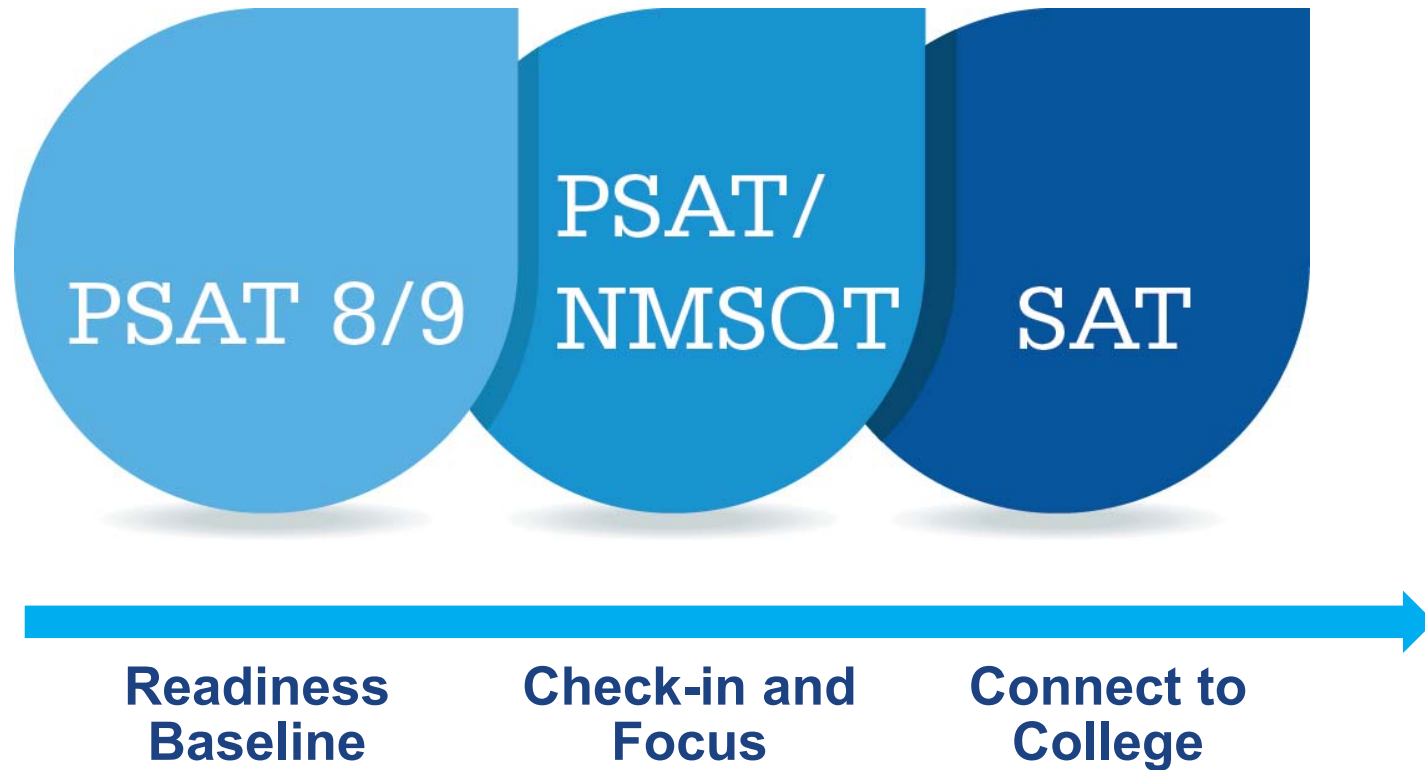 PSAT 8/9
PSAT/
NMSQT
SAT
Readiness
Baseline
Check-in and
Focus
Connect to
College